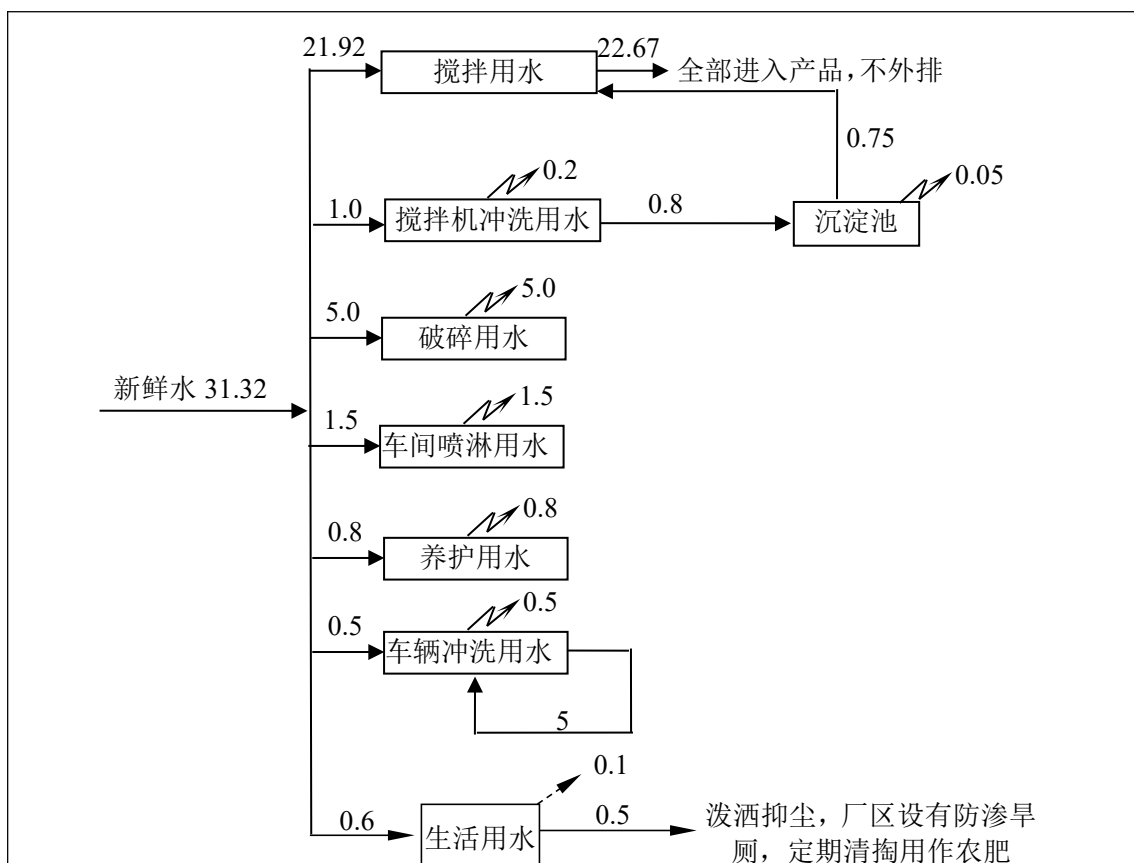 21.92
搅拌用水
22.67
全部进入产品，不外排
0.75
1.0
搅拌机冲洗用水
0.2
0.8
沉淀池
0.05
5.0
破碎用水
5.0
新鲜水 31.32
1.5
车间喷淋用水
1.5
0.8
养护用水
0.8
0.5
车辆冲洗用水
0.5
5
0.6
生活用水
0.1
0.5
泼洒抑尘，厂区设有防渗旱
厕，定期清掏用作农肥